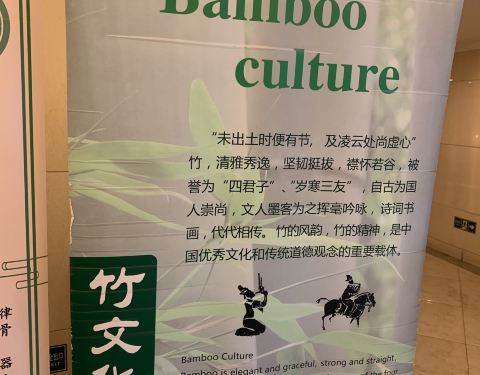 Bamboo
culture
“未出土时便有节，及凌云处尚虚心”
竹，清雅秀逸，坚韧挺拔，襟怀若谷，被
誉为“四君子”、“岁寒三友”，自古为国
人崇尚，文人墨客为之挥毫吟咏，诗词书
画，代代相传。竹的风韵，竹的精神，是中
国优秀文化和传统道德观念的重要载体。
竹文化
Bamboo Culture
Bamboo is elegant and graceful, strong and straight,
律
骨
器